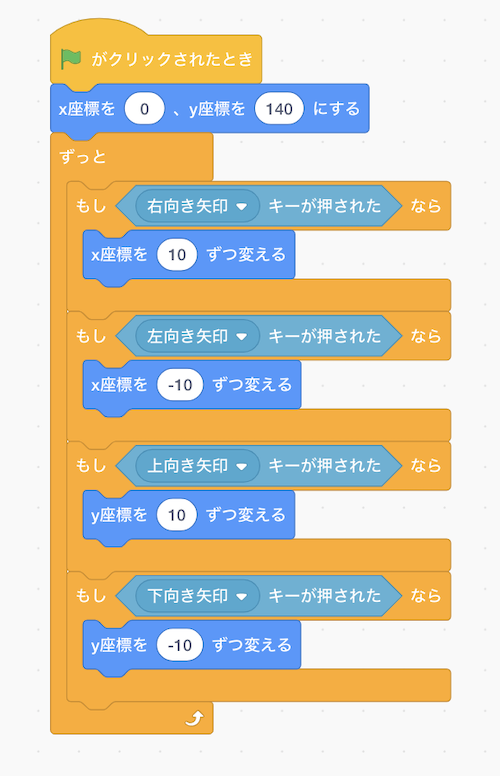 がクリックされたとき
x座標を 0 、y座標を 140 にする
ずっと
もし 右向き矢印 キーが押された なら
x座標を 10 ずつ変える
もし 左向き矢印 キーが押された なら
x座標を -10 ずつ変える
もし 上向き矢印 キーが押された なら
y座標を 10 ずつ変える
もし 下向き矢印 キーが押された なら
y座標を -10 ずつ変える